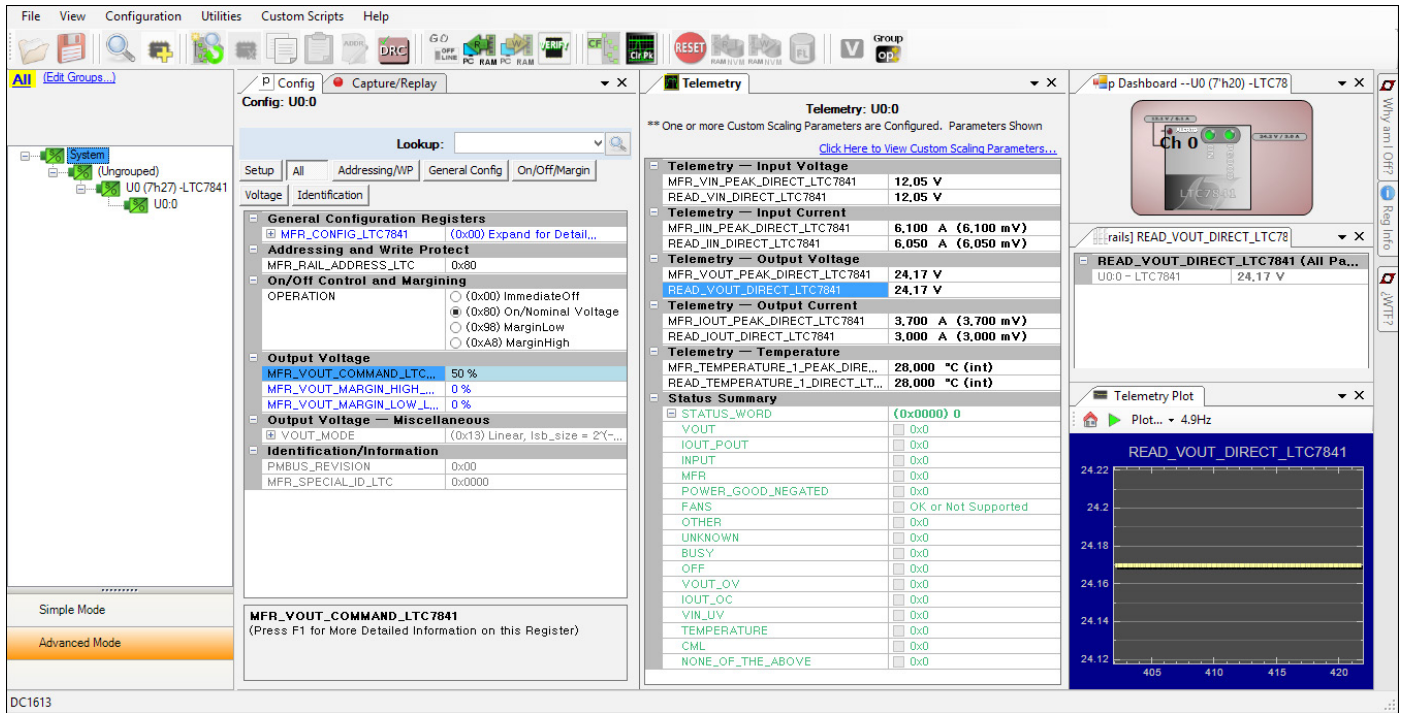 File View Configuration Utilities Custom Scripts Help
ADDR DRC GO OFF LINE PC RAM PC RAM VERIFY CF Clr Pk RESET RAM NVM RAM NVM FL V Group op
All (Edit Groups...)
System
(Ungrouped)
U0 (7h27) -LTC7841
U0:0
Simple Mode
Advanced Mode
Config Capture/Replay
Config: U0:0
Lookup:
Setup All Addressing/WP General Config On/Off/Margin
Voltage Identification
General Configuration Registers
MFR_CONFIG_LTC7841 (0x00) Expand for Detail...
Addressing and Write Protect
MFR_RAIL_ADDRESS_LTC 0x80
On/Off Control and Margining
OPERATION (0x00) ImmediateOff
(0x80) On/Nominal Voltage
(0x98) MarginLow
(0xA8) MarginHigh
Output Voltage
MFR_VOUT_COMMAND_LTC... 50 %
MFR_VOUT_MARGIN_HIGH_... 0 %
MFR_VOUT_MARGIN_LOW_L... 0 %
Output Voltage — Miscellaneous
VOUT_MODE (0x13) Linear, lsb_size = 2^(-...
Identification/Information
PMBUS_REVISION 0x00
MFR_SPECIAL_ID_LTC 0x0000
MFR_VOUT_COMMAND_LTC7841
(Press F1 for More Detailed Information on this Register)
Telemetry
Telemetry: U0:0
** One or more Custom Scaling Parameters are Configured. Parameters Shown
Click Here to View Custom Scaling Parameters...
Telemetry — Input Voltage
MFR_VIN_PEAK_DIRECT_LTC7841 12.05 V
READ_VIN_DIRECT_LTC7841 12.05 V
Telemetry — Input Current
MFR_IIN_PEAK_DIRECT_LTC7841 6.100 A (6.100 mV)
READ_IIN_DIRECT_LTC7841 6.050 A (6.050 mV)
Telemetry — Output Voltage
MFR_VOUT_PEAK_DIRECT_LTC7841 24.17 V
READ_VOUT_DIRECT_LTC7841 24.17 V
Telemetry — Output Current
MFR_IOUT_PEAK_DIRECT_LTC7841 3.700 A (3.700 mV)
READ_IOUT_DIRECT_LTC7841 3.000 A (3.000 mV)
Telemetry — Temperature
MFR_TEMPERATURE_1_PEAK_DIRE... 28.000 °C (int)
READ_TEMPERATURE_1_DIRECT_LT... 28.000 °C (int)
Status Summary
STATUS_WORD (0x0000) 0
VOUT 0x0
IOUT_POUT 0x0
INPUT 0x0
MFR 0x0
POWER_GOOD_NEGATED 0x0
FANS OK or Not Supported
OTHER 0x0
UNKNOWN 0x0
BUSY 0x0
OFF 0x0
VOUT_OV 0x0
IOUT_OC 0x0
VIN_UV 0x0
TEMPERATURE 0x0
CML 0x0
NONE_OF_THE_ABOVE 0x0
p Dashboard --U0 (7'h20) -LTC78
Ch 0
LTC7841
rails] READ_VOUT_DIRECT_LTC78
READ_VOUT_DIRECT_LTC7841 (All Pa...
U0:0 - LTC7841 24.17 V
Telemetry Plot
Plot... 4.9Hz
READ_VOUT_DIRECT_LTC7841
24.22
24.2
24.18
24.16
24.14
24.12
405 410 415 420
Why am I Off?
Reg Info
¿WTF?
DC1613